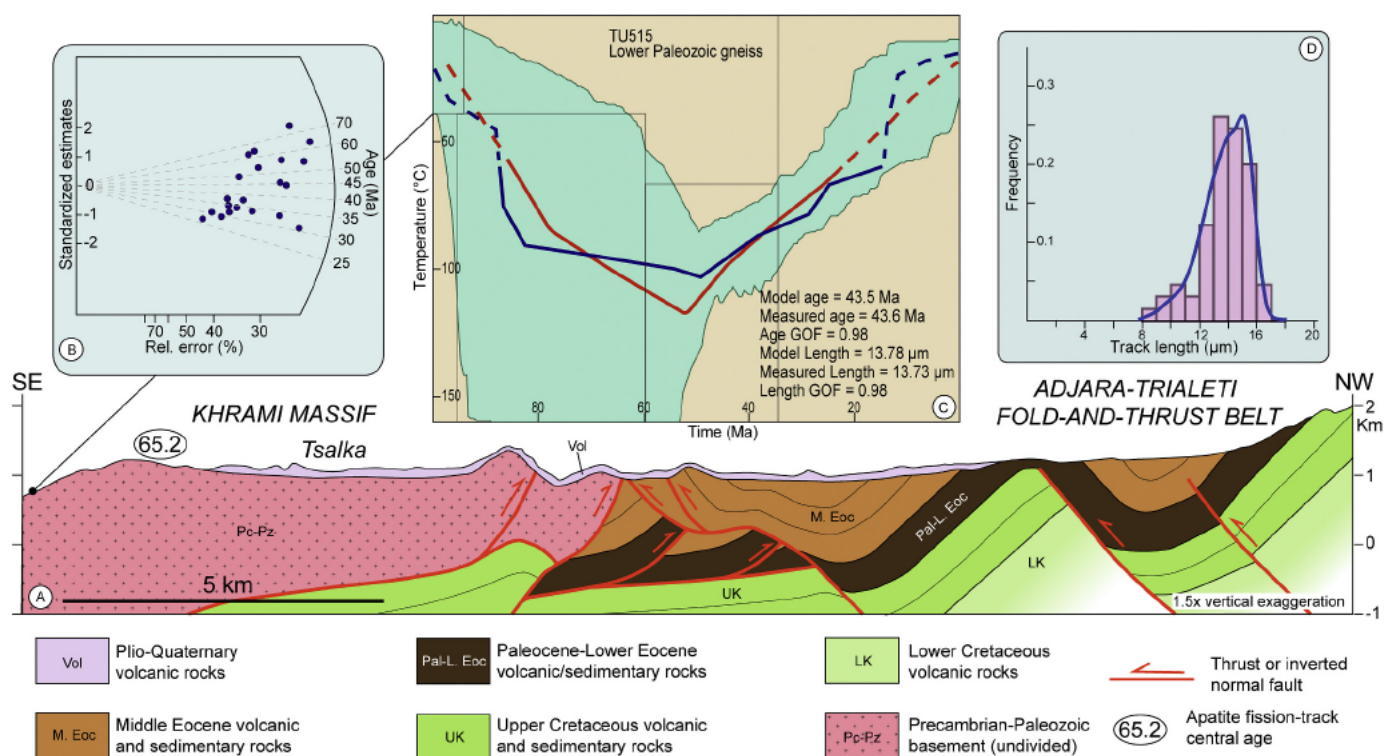 B
Standardized estimates
2
1
0
-1
-2
70
60
50
45
40
35
30
25
Age (Ma)
70
50
40
30
60
Rel. error (%)
TU515
Lower Paleozoic gneiss
Temperature (°C)
-50
-100
-150
Model age = 43.5 Ma
Measured age = 43.6 Ma
Age GOF = 0.98
Model Length = 13.78 µm
Measured Length = 13.73 µm
Length GOF = 0.98
80
60
40
20
Time (Ma)
C
D
Frequency
0.3
0.2
0.1
4
8
12
16
20
Track length (µm)
SE
KHRAMI MASSIF
65.2
Tsalka
ADJARA-TRIALETI
FOLD-AND-THRUST BELT
NW
2
Km
1
0
-1
Vol
Pc-Pz
M. Eoc
Pal-L. Eoc
LK
UK
A
5 km
1.5x vertical exaggeration
Vol
Plio-Quaternary
volcanic rocks
Pal-L. Eoc
Paleocene-Lower Eocene
volcanic/sedimentary rocks
LK
Lower Cretaceous
volcanic rocks
Thrust or inverted
normal fault
M. Eoc
Middle Eocene volcanic
and sedimentary rocks
UK
Upper Cretaceous volcanic
and sedimentary rocks
Pc-Pz
Precambrian-Paleozoic
basement (undivided)
65.2
Apatite fission-track
central age